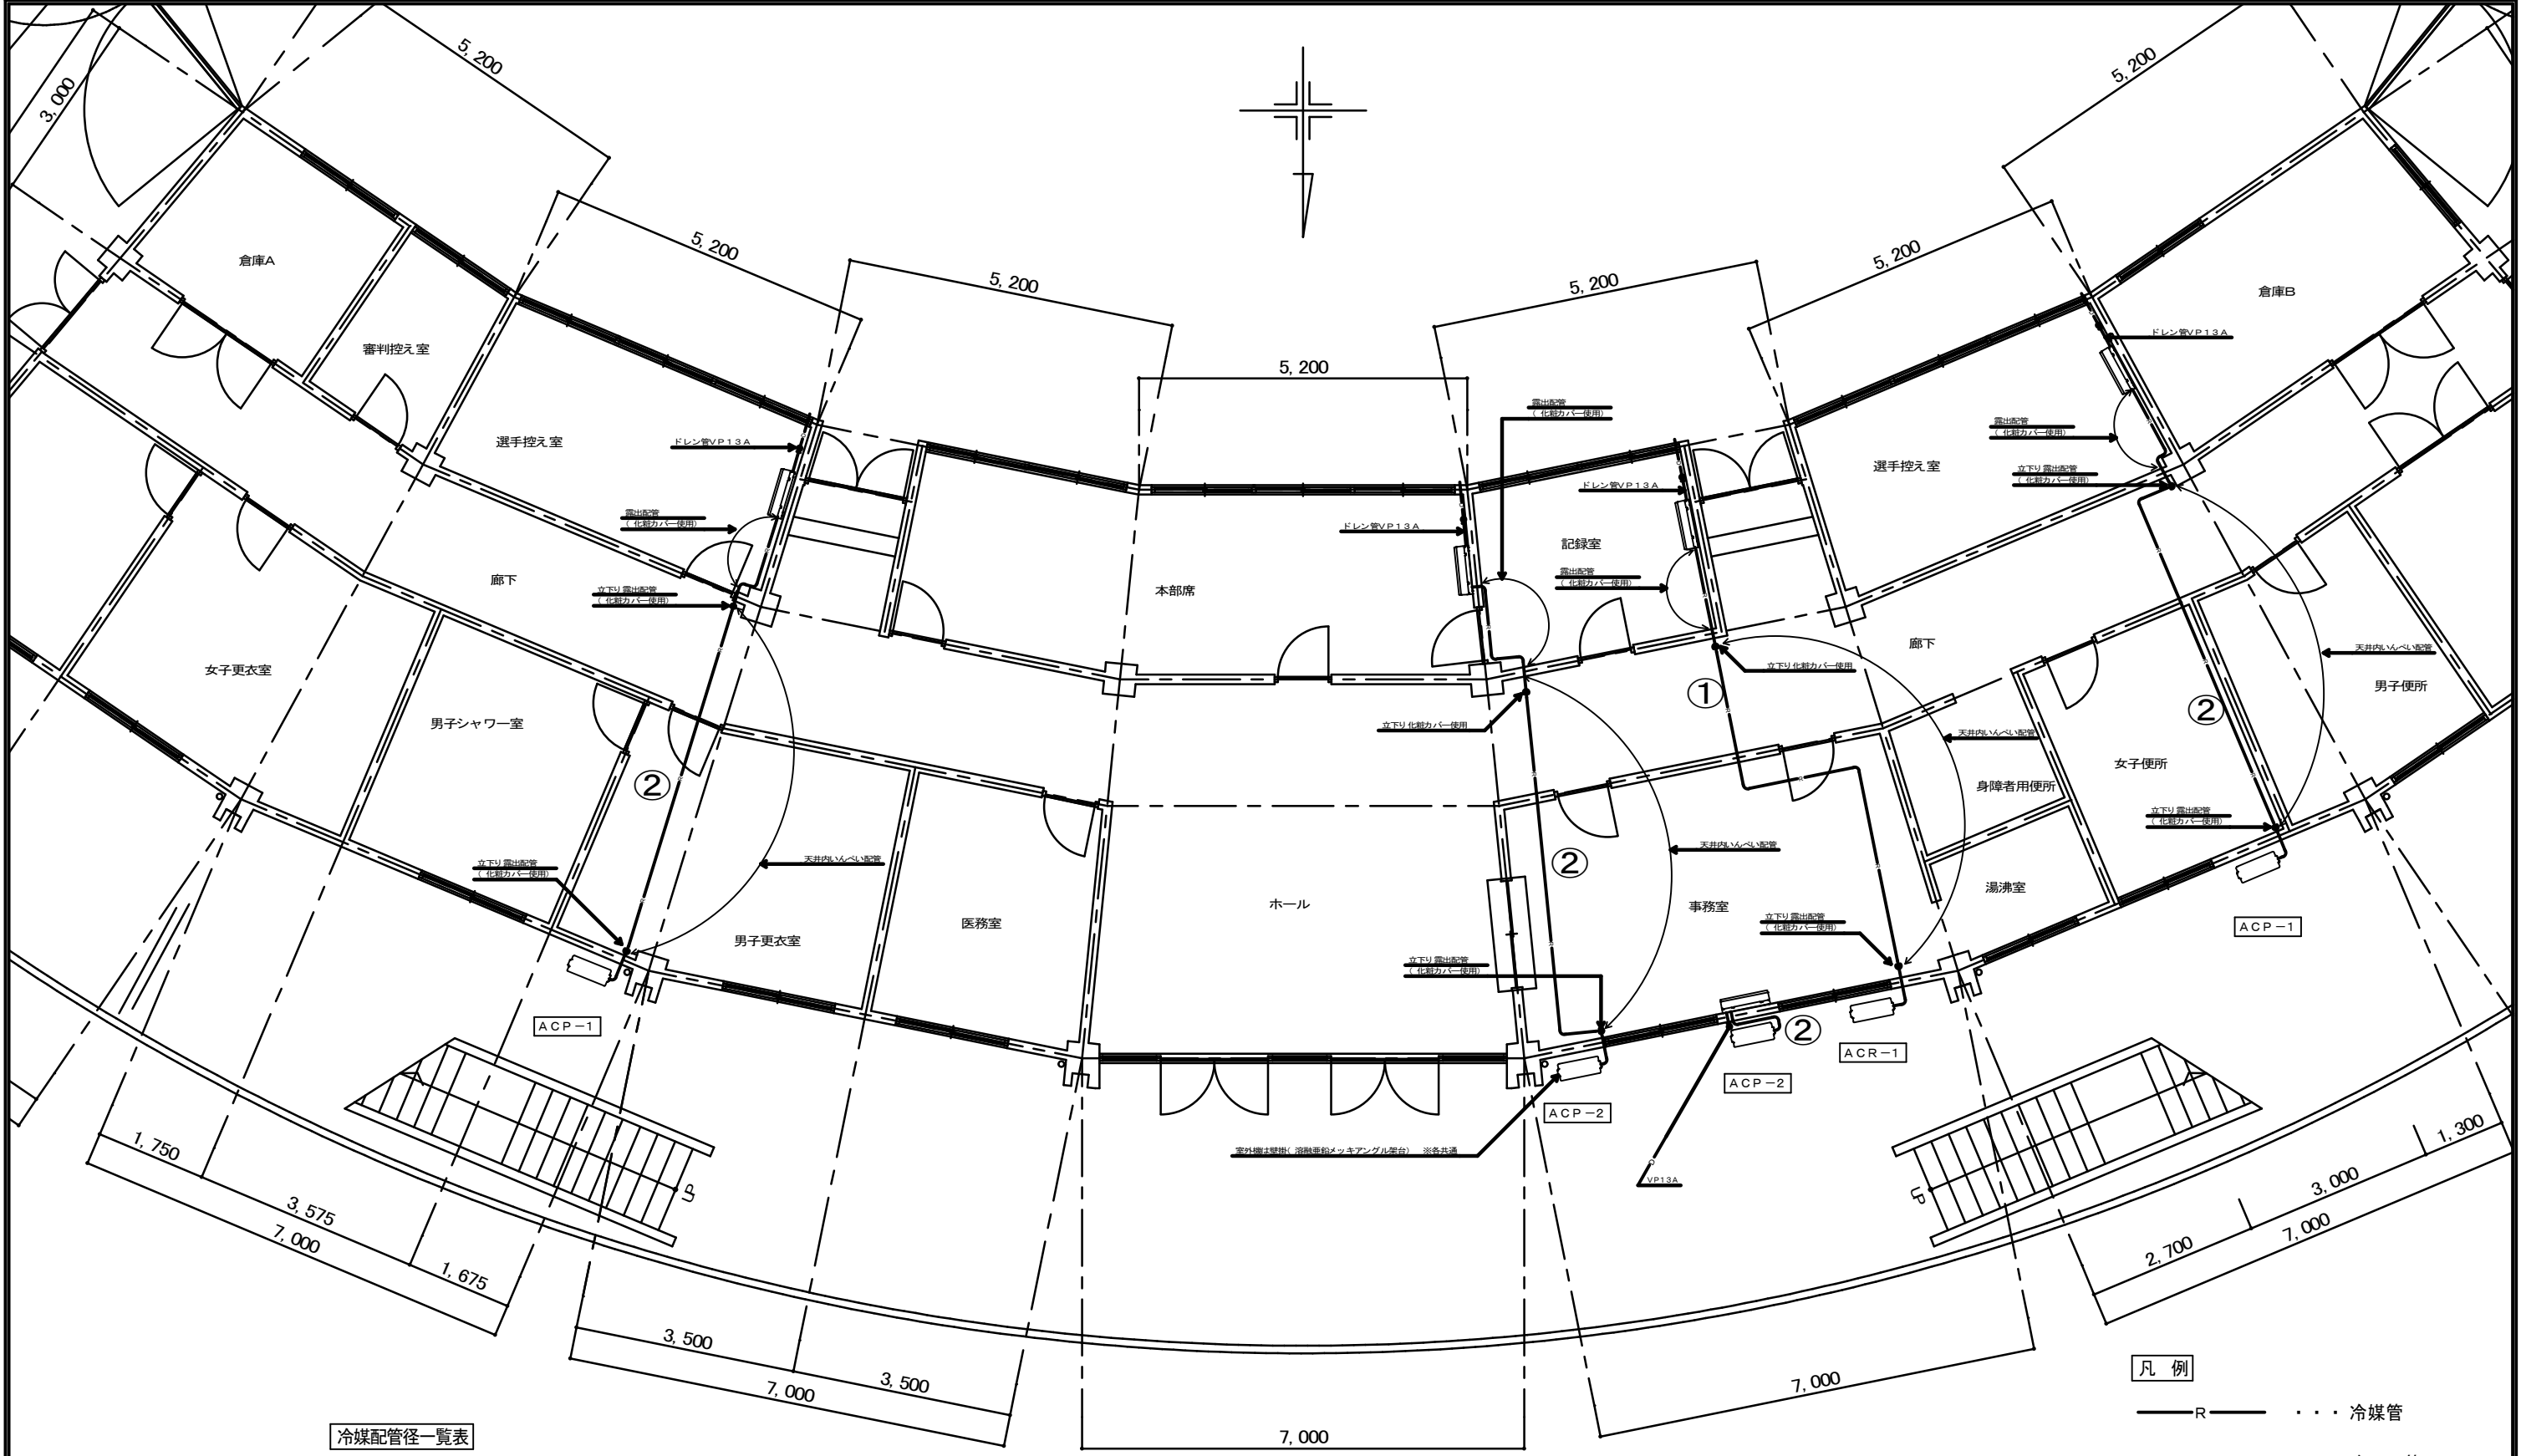 5,200
3,000
5,200
5,200
5,200
5,200
5,200
5,200
倉庫A
審判控え室
選手控え室
ドレン管VP13A
露出配管
(化粧カバー使用)
立下り露出配管
(化粧カバー使用)
廊下
女子更衣室
男子シャワー室
②
立下り露出配管
(化粧カバー使用)
天井内いんぺい配管
男子更衣室
医務室
ACP-1
本部席
ドレン管VP13A
露出配管
(化粧カバー使用)
ドレン管VP13A
記録室
露出配管
(化粧カバー使用)
立下り化粧カバー使用
立下り化粧カバー使用
①
ホール
②
天井内いんぺい配管
事務室
立下り露出配管
(化粧カバー使用)
立下り露出配管
(化粧カバー使用)
②
ACR-1
ACP-2
ACP-2
室外機は壁掛(溶融亜鉛メッキアングル架台) ※各共通
VP13A
倉庫B
ドレン管VP13A
選手控え室
露出配管
(化粧カバー使用)
立下り露出配管
(化粧カバー使用)
廊下
天井内いんぺい配管
男子便所
②
天井内いんぺい配管
女子便所
身障者用便所
立下り露出配管
(化粧カバー使用)
湯沸室
ACP-1
UP
UP
1,750
3,575
7,000
1,675
3,500
7,000
3,500
7,000
7,000
2,700
7,000
3,000
1,300
凡 例
R ・・・ 冷媒管
冷媒配管径一覧表